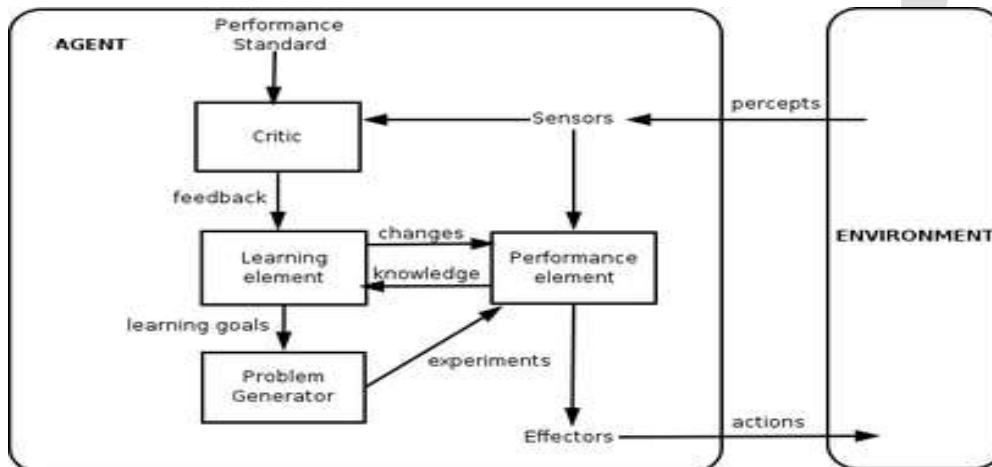 Performance
Standard
AGENT
percepts
Sensors
Critic
feedback
changes
ENVIRONMENT
Learning
element
Performance
element
knowledge
learning goals
experiments
Problem
Generator
actions
Effectors